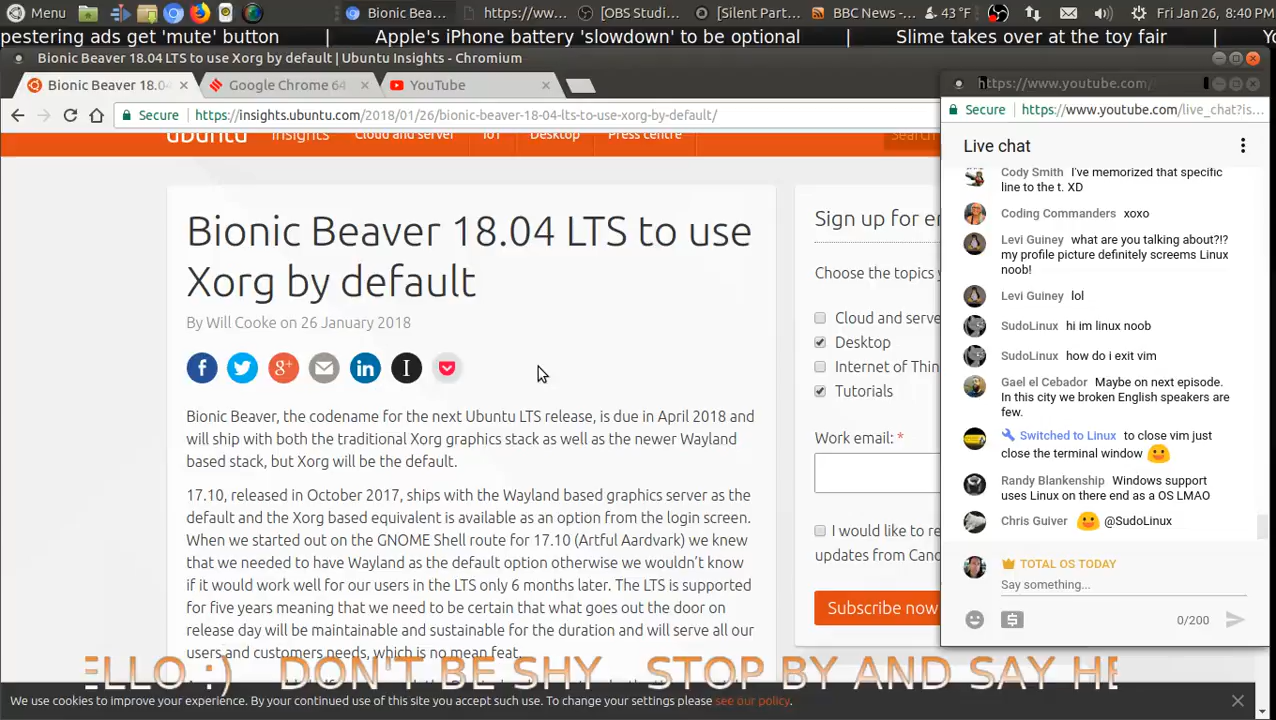 Menu
Bionic Bea...
https://ww...
[OBS Studi...
[Silent Part...
BBC News -...
43 °F
Fri Jan 26, 8:40 PM
pestering ads get 'mute' button | Apple's iPhone battery 'slowdown' to be optional | Slime takes over at the toy fair |
Bionic Beaver 18.04 LTS to use Xorg by default | Ubuntu Insights - Chromium
Bionic Beaver 18.0
Google Chrome 64
YouTube
Secure https://insights.ubuntu.com/2018/01/26/bionic-beaver-18-04-lts-to-use-xorg-by-default/
ubuntu Insights Cloud and server IoT Desktop Press centre Search
Bionic Beaver 18.04 LTS to use
Xorg by default
By Will Cooke on 26 January 2018
Bionic Beaver, the codename for the next Ubuntu LTS release, is due in April 2018 and
will ship with both the traditional Xorg graphics stack as well as the newer Wayland
based stack, but Xorg will be the default.
17.10, released in October 2017, ships with the Wayland based graphics server as the
default and the Xorg based equivalent is available as an option from the login screen.
When we started out on the GNOME Shell route for 17.10 (Artful Aardvark) we knew
that we needed to have Wayland as the default option otherwise we wouldn't know
if it would work well for our users in the LTS only 6 months later. The LTS is supported
for five years meaning that we need to be certain that what goes out the door on
release day will be maintainable and sustainable for the duration and will serve all our
users and customers needs, which is no mean feat.
Sign up for e
Choose the topics y
Cloud and serve
Desktop
Internet of Thin
Tutorials
Work email: *
I would like to re
updates from Cano
Subscribe now
https://www.youtube.com/
Secure https://www.youtube.com/live_chat?is...
Live chat
Cody Smith I've memorized that specific
line to the t. XD
Coding Commanders xoxo
Levi Guiney what are you talking about?!?
my profile picture definitely screems Linux
noob!
Levi Guiney lol
SudoLinux hi im linux noob
SudoLinux how do i exit vim
Gael el Cebador Maybe on next episode.
In this city we broken English speakers are
few.
Switched to Linux to close vim just
close the terminal window
Randy Blankenship Windows support
uses Linux on there end as a OS LMAO
Chris Guiver @SudoLinux
TOTAL OS TODAY
Say something...
0/200
ELLO :) DON'T BE SHY STOP BY AND SAY HE
We use cookies to improve your experience. By your continued use of this site you accept such use. To change your settings please see our policy.